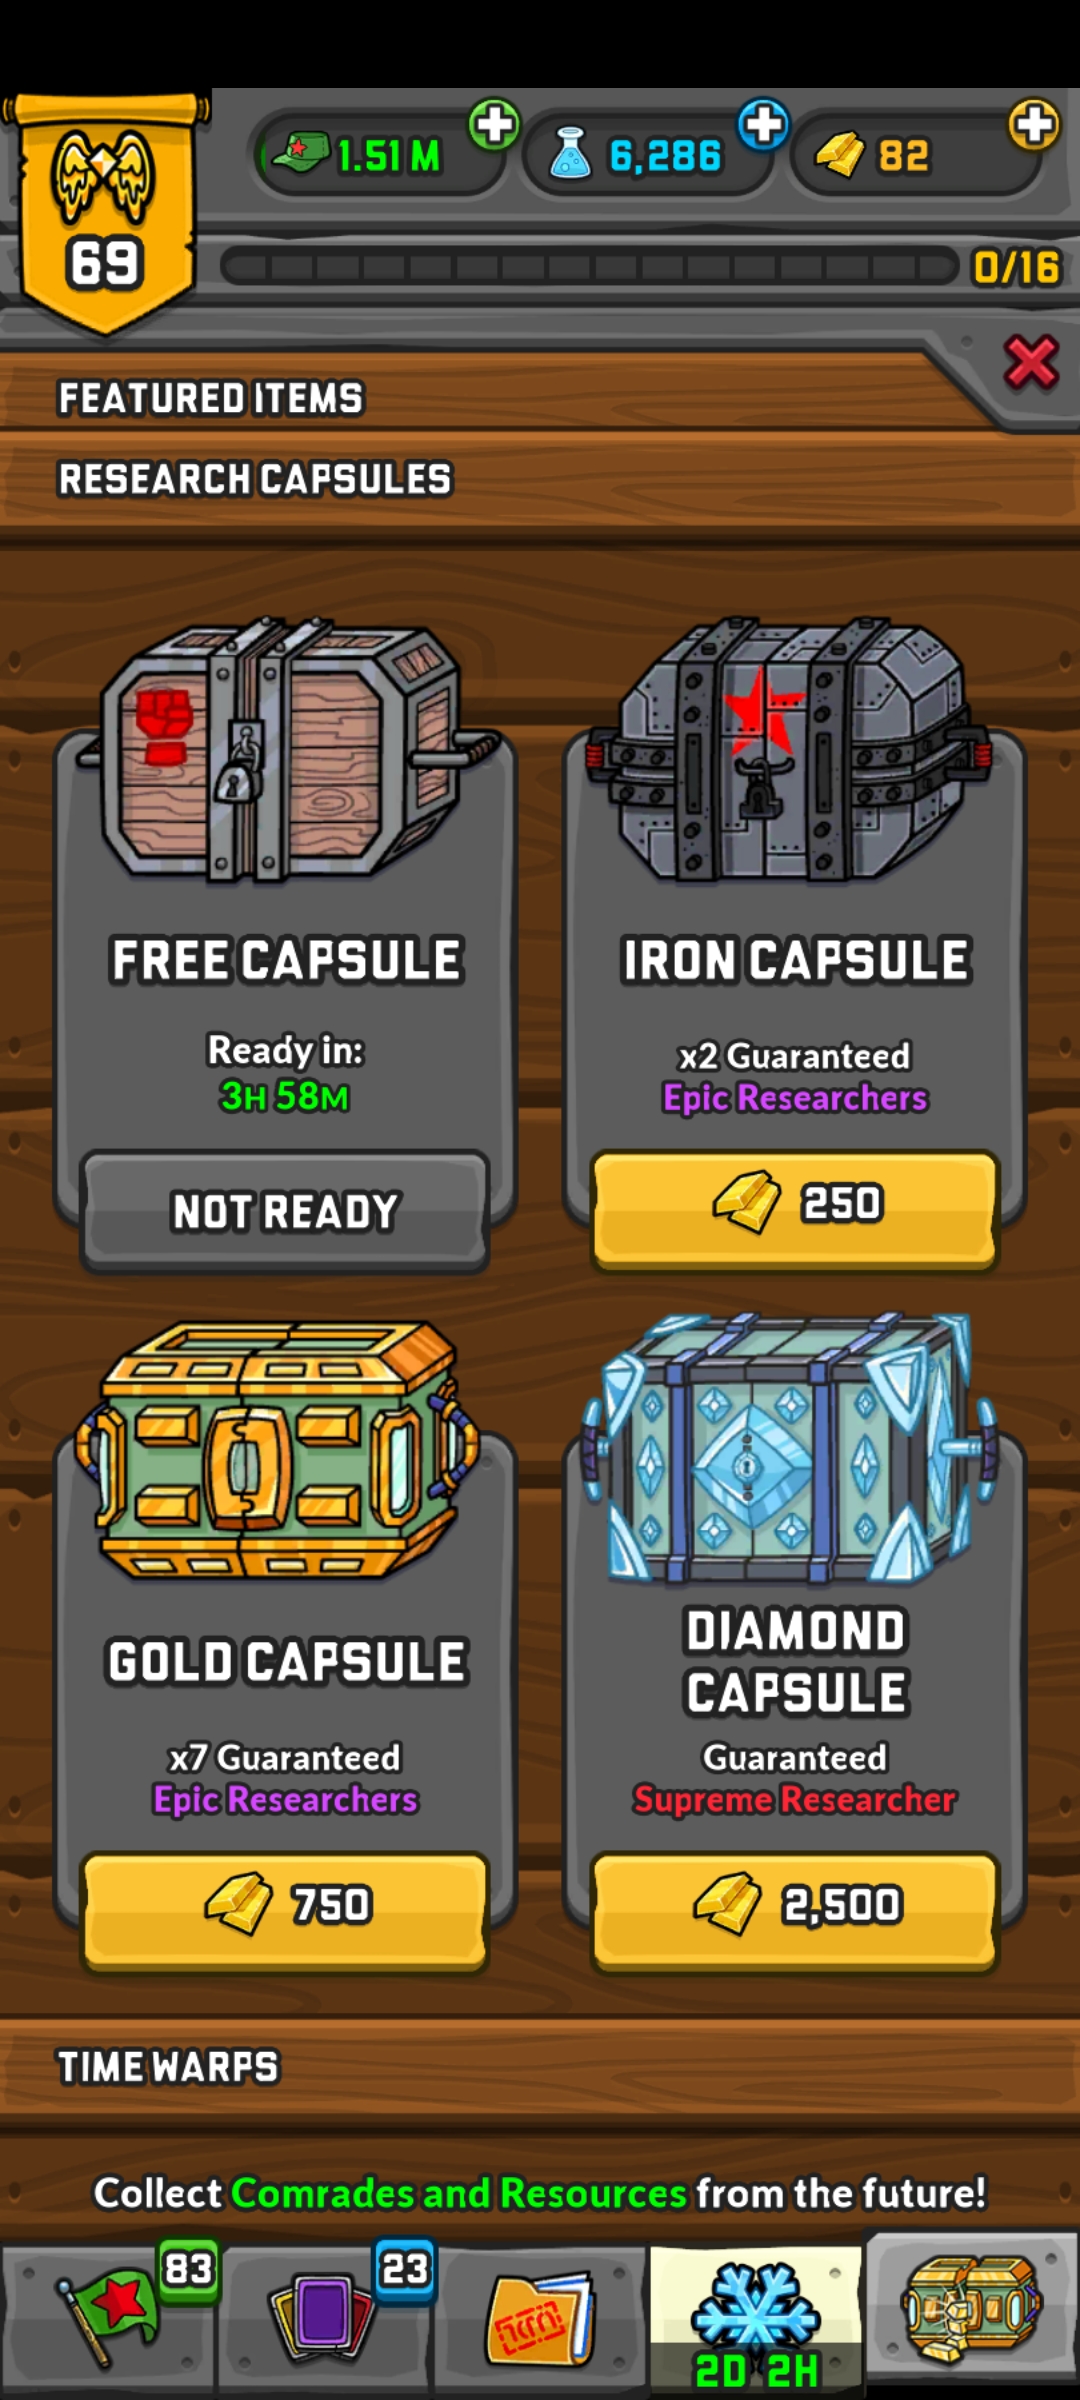 1.51 M
6,286
82
69
0/16
FEATURED ITEMS
RESEARCH CAPSULES
FREE CAPSULE
Ready in:
3H 58M
NOT READY
IRON CAPSULE
x2 Guaranteed
Epic Researchers
250
GOLD CAPSULE
x7 Guaranteed
Epic Researchers
750
DIAMOND
CAPSULE
Guaranteed
Supreme Researcher
2,500
TIME WARPS
Collect Comrades and Resources from the future!
83
23
2D 2H